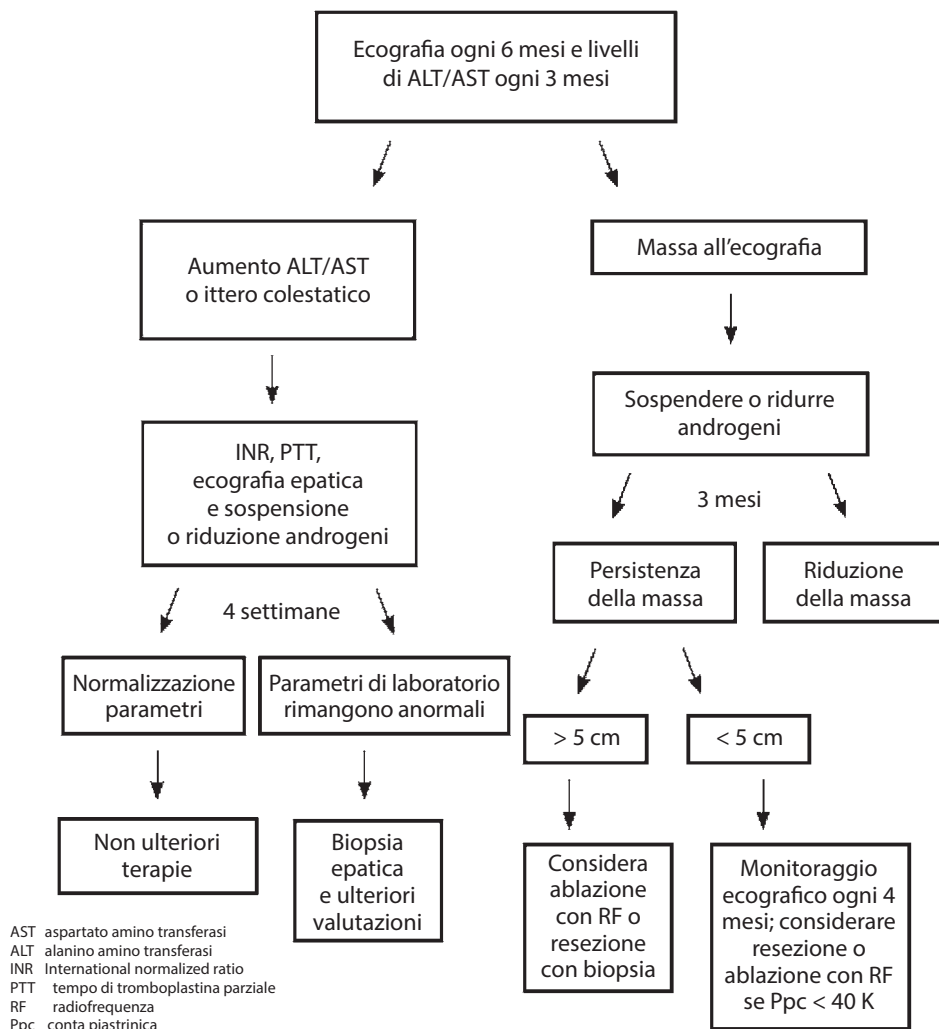 Ecografia ogni 6 mesi e livelli
di ALT/AST ogni 3 mesi
Aumento ALT/AST
o ittero colestatico
Massa all'ecografia
INR, PTT,
ecografia epatica
e sospensione
o riduzione androgeni
Sospendere o ridurre
androgeni
3 mesi
Persistenza
della massa
Riduzione
della massa
4 settimane
Normalizzazione
parametri
Parametri di laboratorio
rimangono anormali
> 5 cm
< 5 cm
Non ulteriori
terapie
Biopsia
epatica
e ulteriori
valutazioni
Considera
ablazione
con RF o
resezione
con biopsia
Monitoraggio
ecografico ogni 4
mesi; considerare
resezione o
ablazione con RF
se Ppc < 40 K
AST aspartato amino transferasi
ALT alanino amino transferasi
INR International normalized ratio
PTT tempo di tromboplastina parziale
RF radiofrequenza
Ppc conta piastrinica